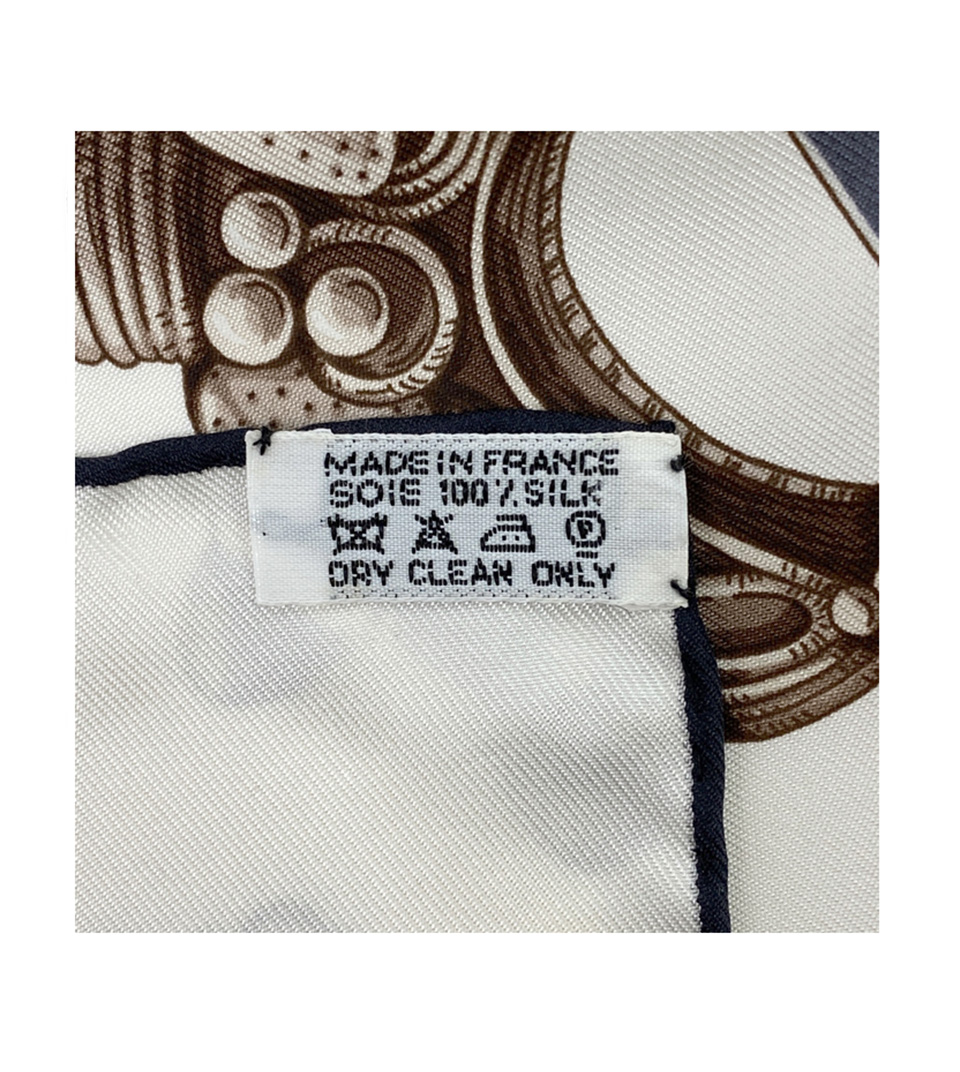 MADE IN FRANCE
SOIE 100% SILK
P
DRY CLEAN ONLY